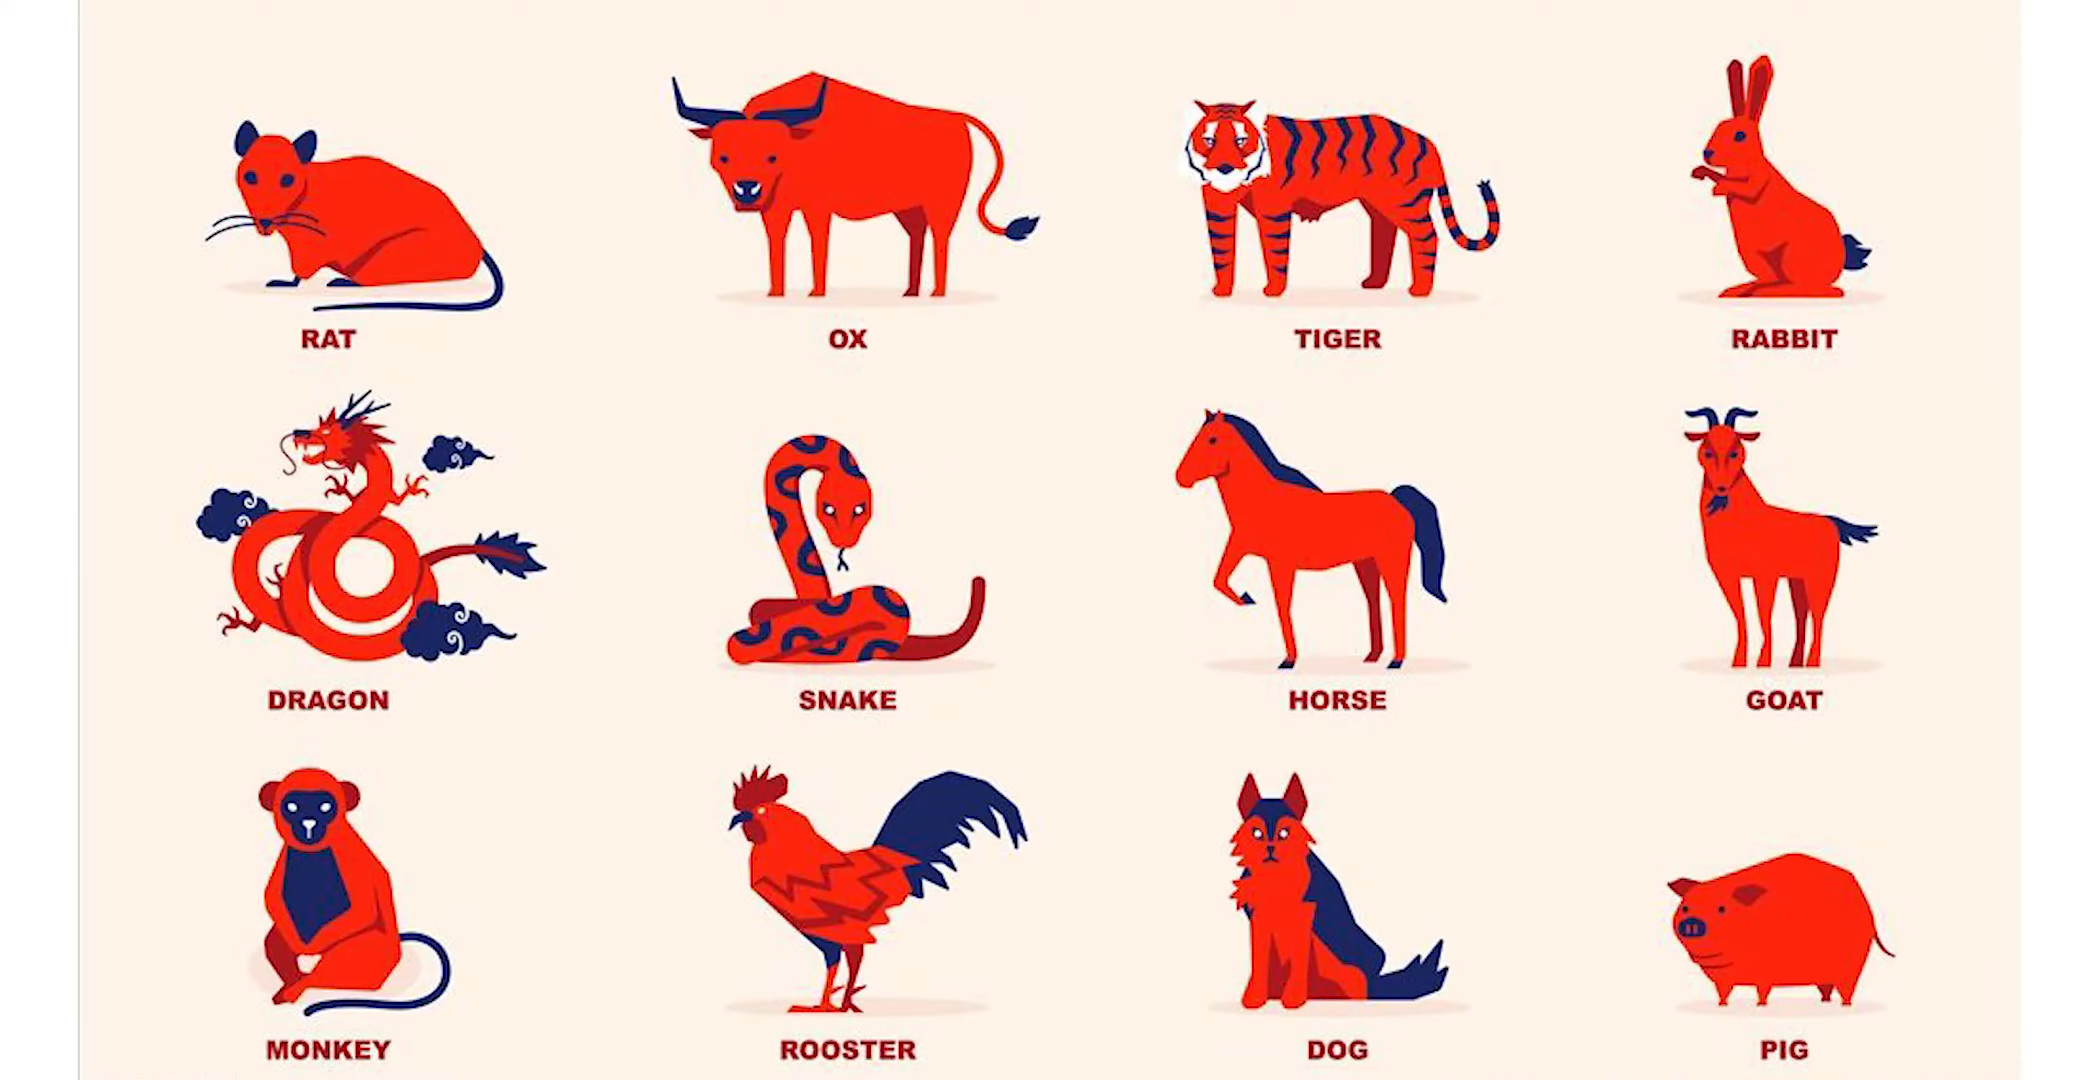 RAT
OX
TIGER
RABBIT
DRAGON
SNAKE
HORSE
GOAT
MONKEY
ROOSTER
DOG
PIG